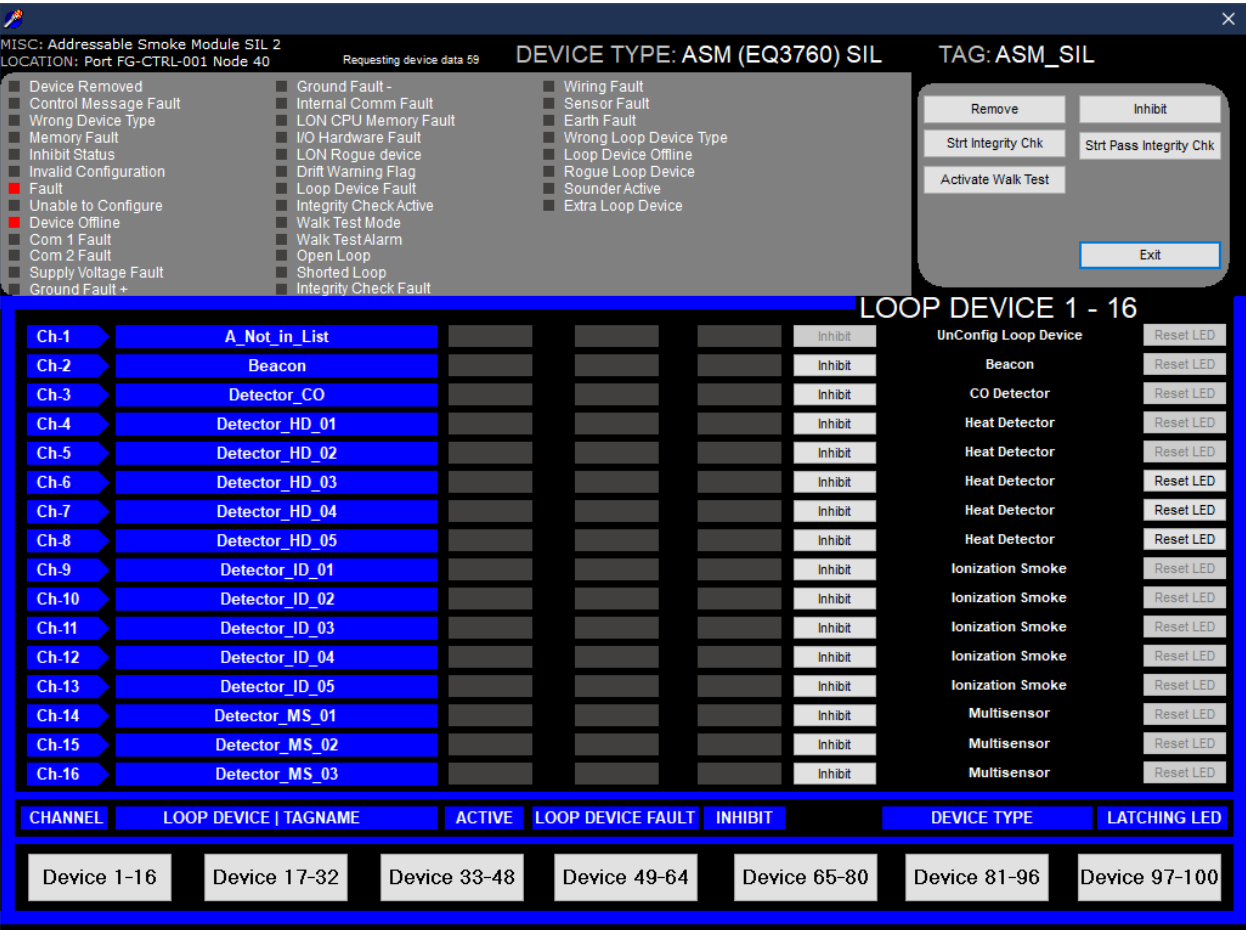 MISC: Addressable Smoke Module SIL 2
LOCATION: Port FG-CTRL-001 Node 40
Requesting device data 59
DEVICE TYPE: ASM (EQ3760) SIL
TAG: ASM_SIL
Device Removed
Control Message Fault
Wrong Device Type
Memory Fault
Inhibit Status
Invalid Configuration
Fault
Unable to Configure
Device Offline
Com 1 Fault
Com 2 Fault
Supply Voltage Fault
Ground Fault +
Ground Fault -
Internal Comm Fault
LON CPU Memory Fault
I/O Hardware Fault
LON Rogue device
Drift Warning Flag
Loop Device Fault
Integrity Check Active
Walk Test Mode
Walk Test Alarm
Open Loop
Shorted Loop
Integrity Check Fault
Wiring Fault
Sensor Fault
Earth Fault
Wrong Loop Device Type
Loop Device Offline
Rogue Loop Device
Sounder Active
Extra Loop Device
Remove Inhibit
Strt Integrity Chk Strt Pass Integrity Chk
Activate Walk Test
Exit
LOOP DEVICE 1 - 16
Ch-1 A_Not_in_List Inhibit UnConfig Loop Device Reset LED
Ch-2 Beacon Inhibit Beacon Reset LED
Ch-3 Detector_CO Inhibit CO Detector Reset LED
Ch-4 Detector_HD_01 Inhibit Heat Detector Reset LED
Ch-5 Detector_HD_02 Inhibit Heat Detector Reset LED
Ch-6 Detector_HD_03 Inhibit Heat Detector Reset LED
Ch-7 Detector_HD_04 Inhibit Heat Detector Reset LED
Ch-8 Detector_HD_05 Inhibit Heat Detector Reset LED
Ch-9 Detector_ID_01 Inhibit Ionization Smoke Reset LED
Ch-10 Detector_ID_02 Inhibit Ionization Smoke Reset LED
Ch-11 Detector_ID_03 Inhibit Ionization Smoke Reset LED
Ch-12 Detector_ID_04 Inhibit Ionization Smoke Reset LED
Ch-13 Detector_ID_05 Inhibit Ionization Smoke Reset LED
Ch-14 Detector_MS_01 Inhibit Multisensor Reset LED
Ch-15 Detector_MS_02 Inhibit Multisensor Reset LED
Ch-16 Detector_MS_03 Inhibit Multisensor Reset LED
CHANNEL LOOP DEVICE | TAGNAME ACTIVE LOOP DEVICE FAULT INHIBIT DEVICE TYPE LATCHING LED
Device 1-16 Device 17-32 Device 33-48 Device 49-64 Device 65-80 Device 81-96 Device 97-100